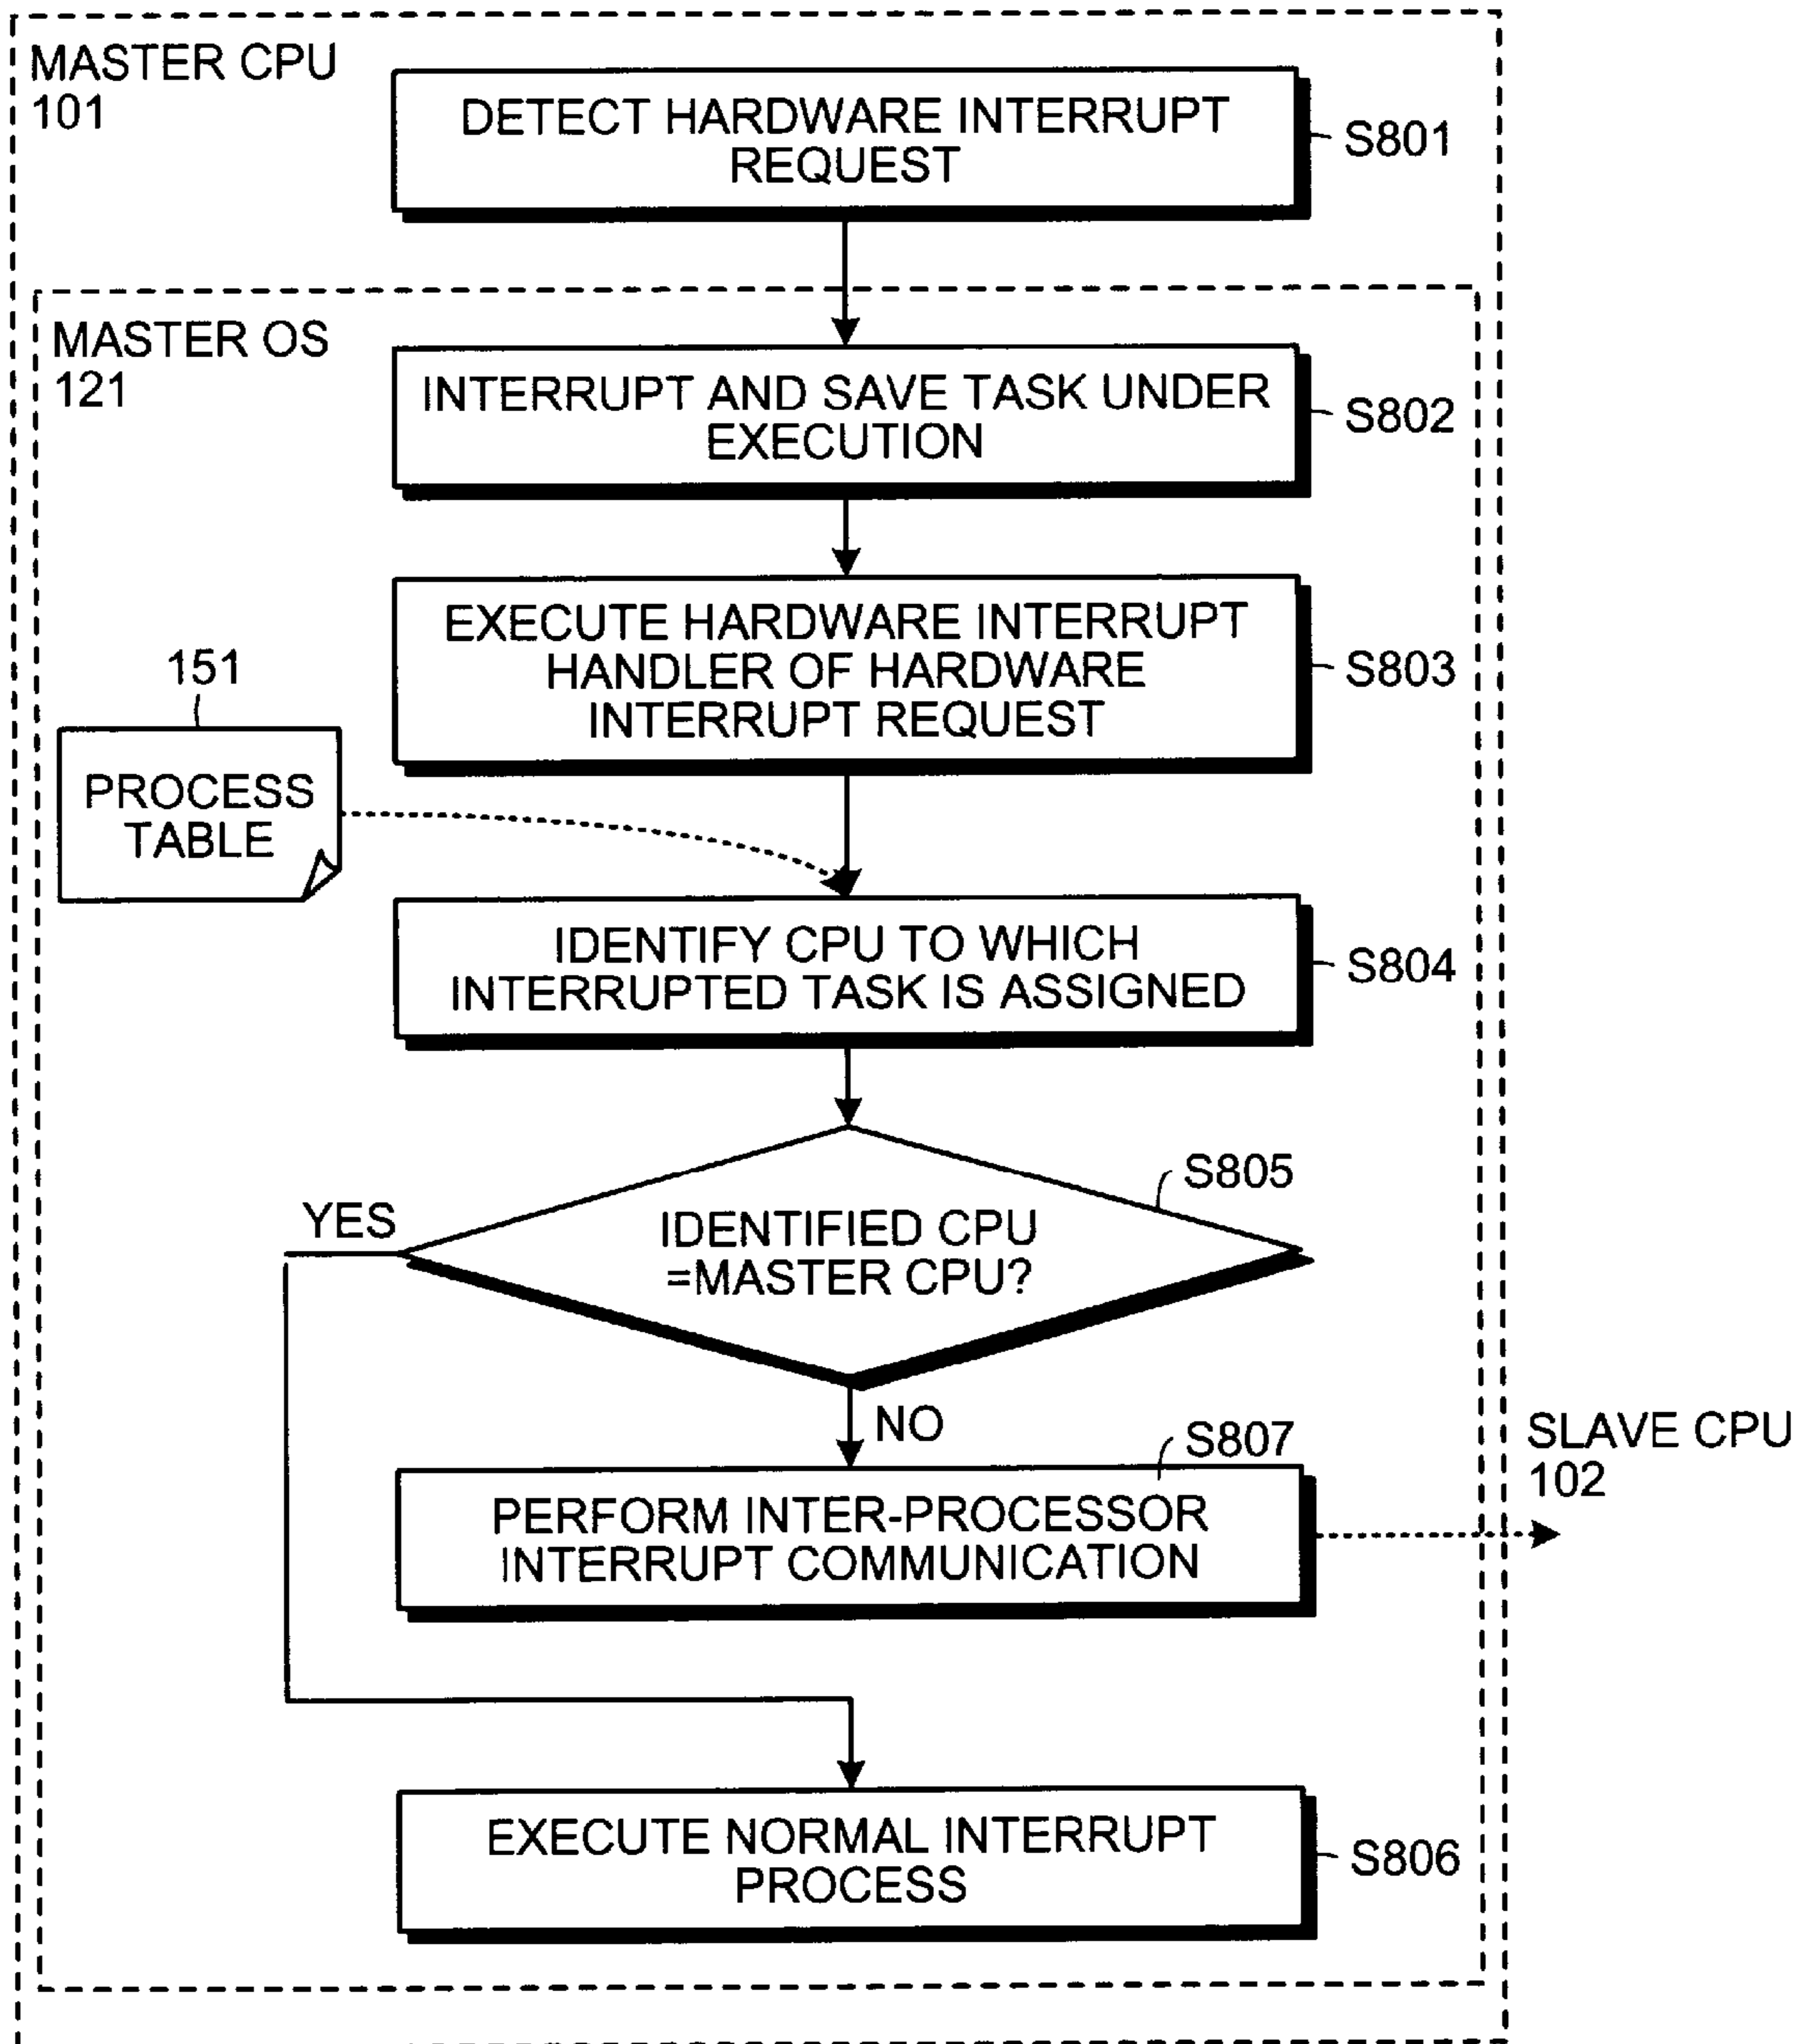 MASTER CPU
101
DETECT HARDWARE INTERRUPT
REQUEST
S801
MASTER OS
121
INTERRUPT AND SAVE TASK UNDER
EXECUTION
S802
EXECUTE HARDWARE INTERRUPT
HANDLER OF HARDWARE
INTERRUPT REQUEST
S803
151
PROCESS
TABLE
IDENTIFY CPU TO WHICH
INTERRUPTED TASK IS ASSIGNED
S804
S805
YES
IDENTIFIED CPU
=MASTER CPU?
NO
S807
PERFORM INTER-PROCESSOR
INTERRUPT COMMUNICATION
SLAVE CPU
102
EXECUTE NORMAL INTERRUPT
PROCESS
S806